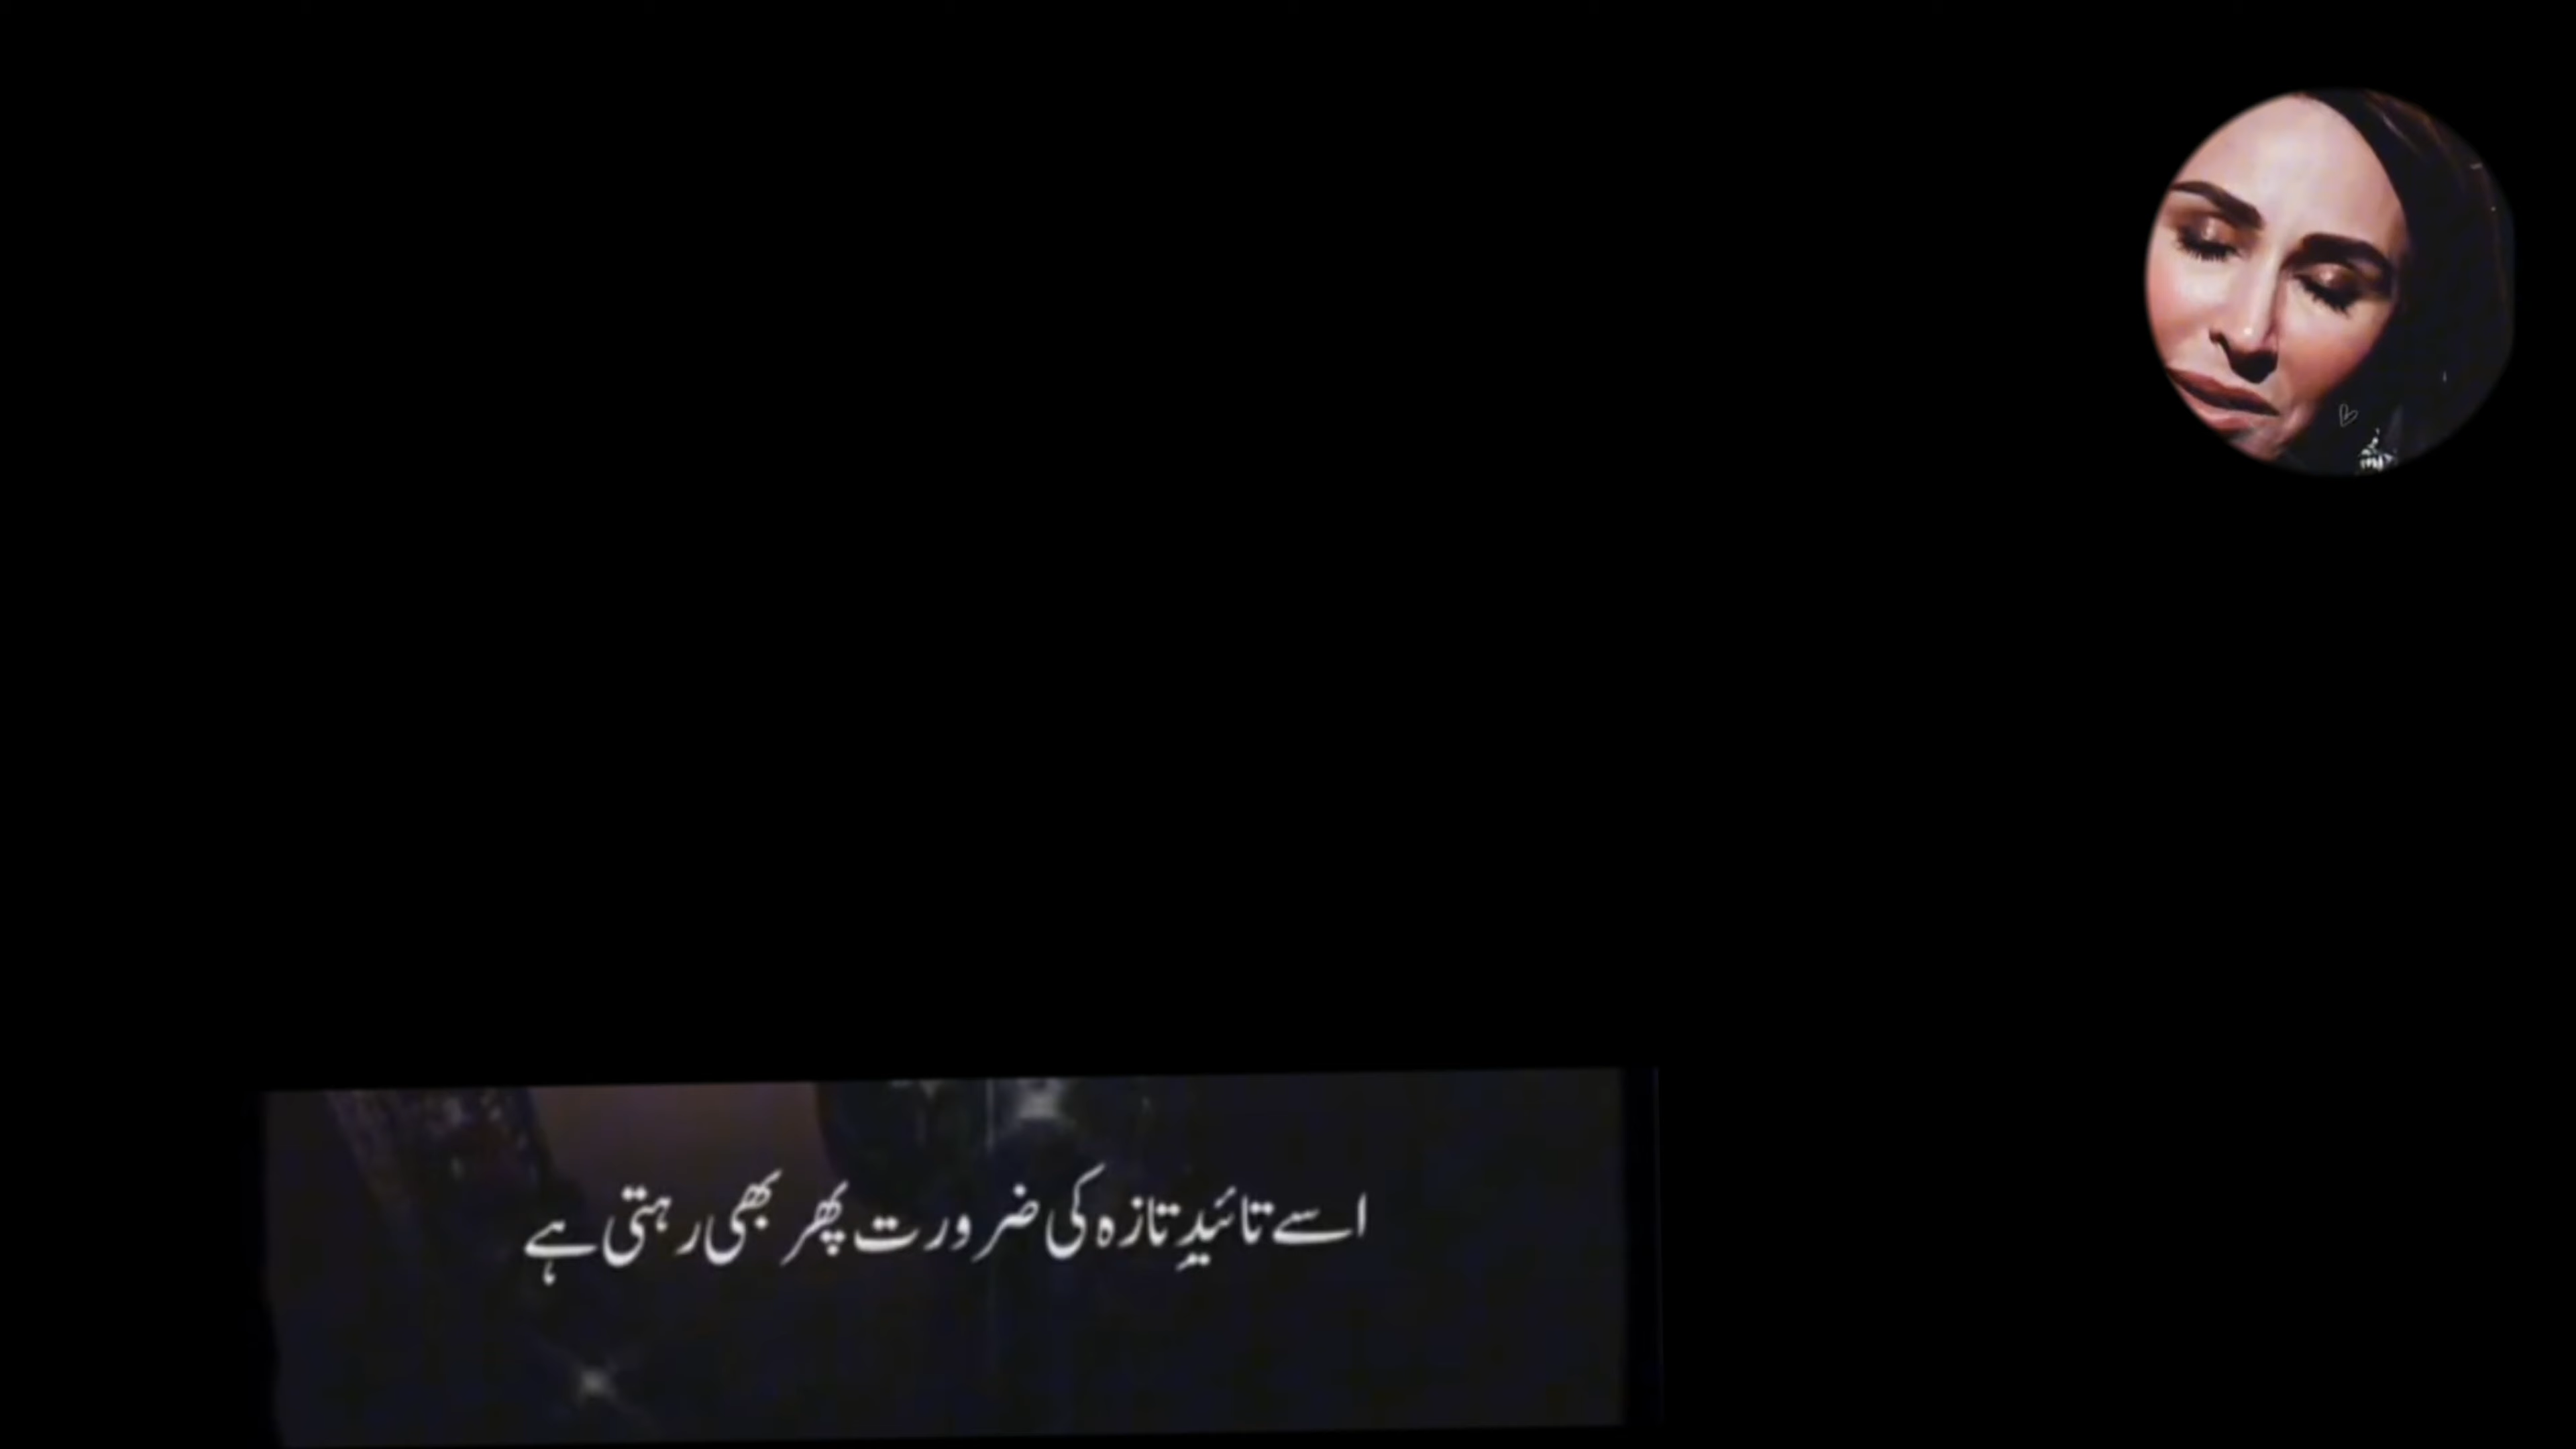 اسے تائیدِ تازہ کی ضرورت پھر بھی رہتی ہے